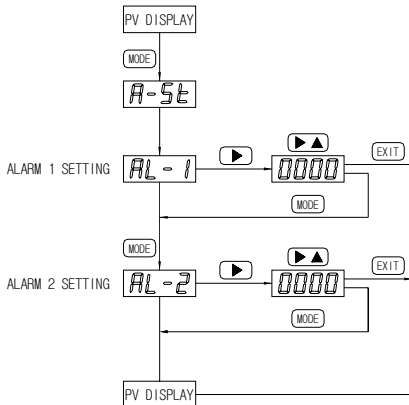 PV DISPLAY
MODE
A-St
ALARM 1 SETTING AL-1 0000 EXIT
MODE
MODE
ALARM 2 SETTING AL-2 0000 EXIT
MODE
PV DISPLAY